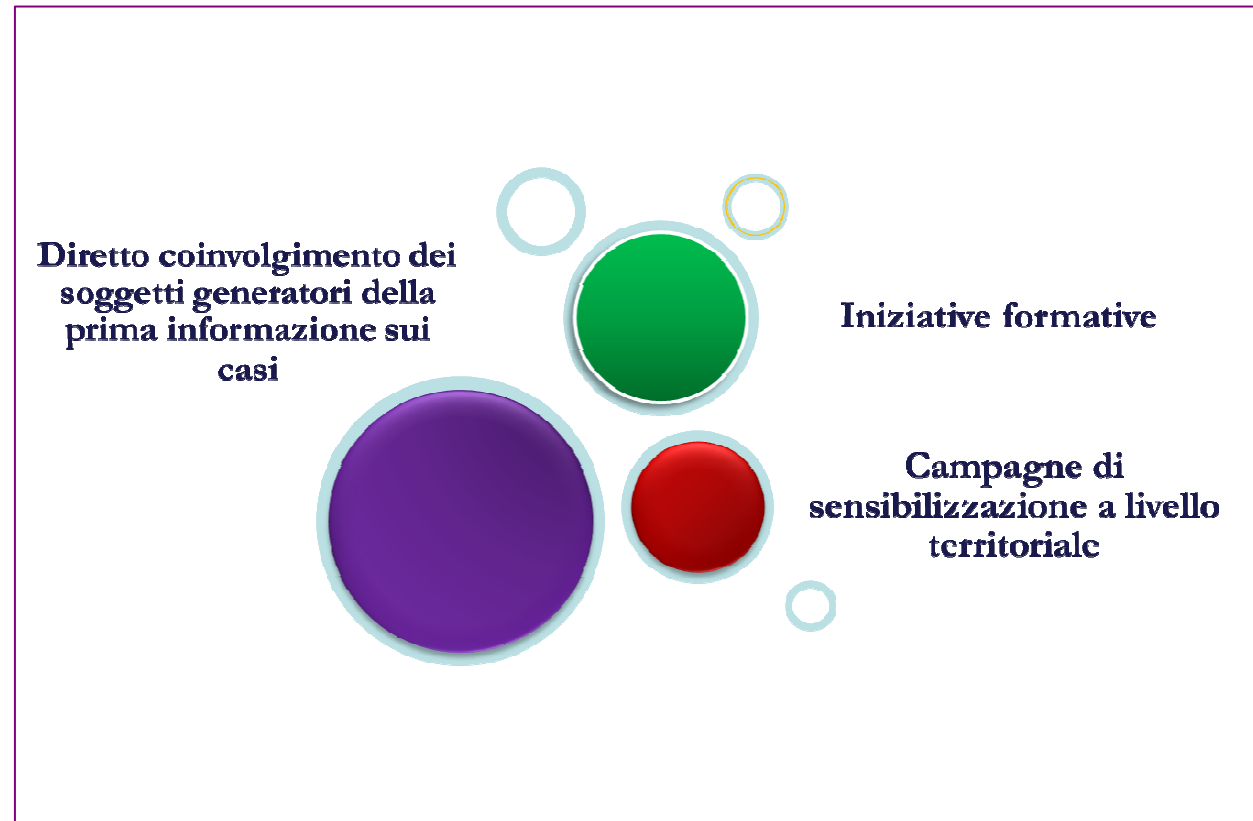 Diretto coinvolgimento dei
soggetti generatori della
prima informazione sui
casi
Iniziative formative
Campagne di
sensibilizzazione a livello
territoriale